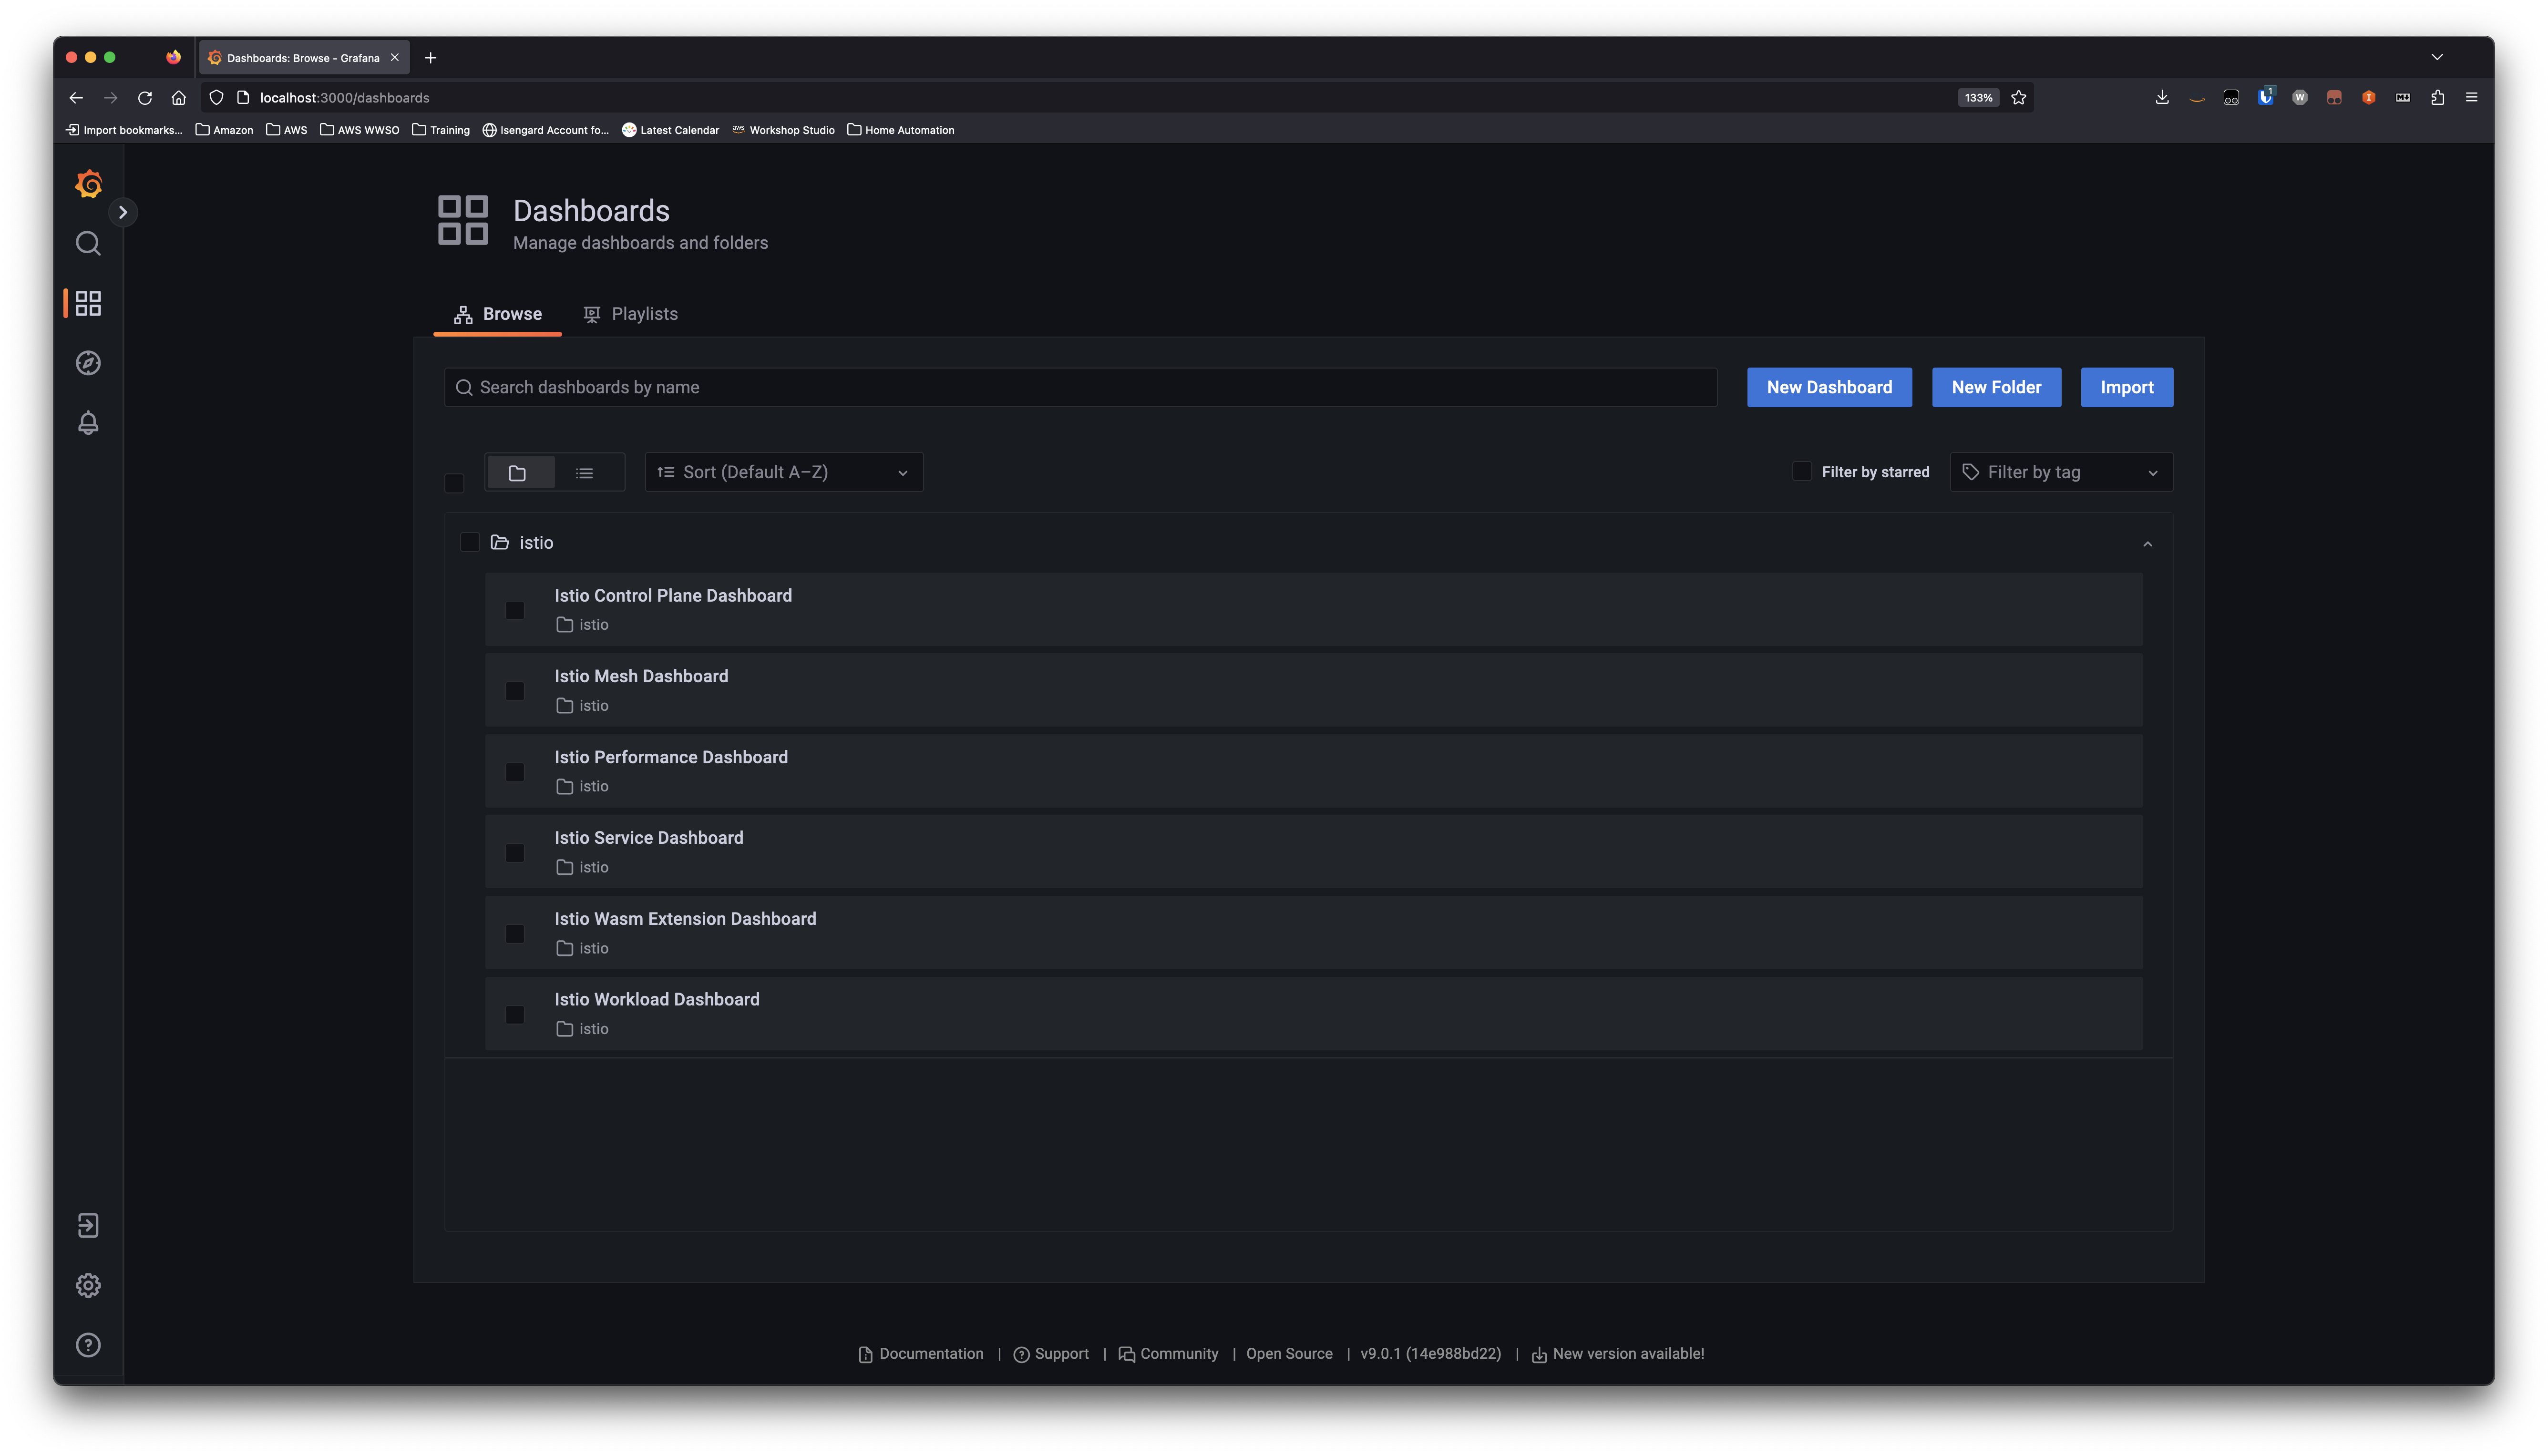 Dashboards: Browse - Grafana
localhost:3000/dashboards
133%
1
W
I
Import bookmarks...
Amazon
AWS
AWS WWSO
Training
Isengard Account fo...
Latest Calendar
aws
Workshop Studio
Home Automation
Dashboards
Manage dashboards and folders
Browse
Playlists
Search dashboards by name
New Dashboard
New Folder
Import
Sort (Default A–Z)
Filter by starred
Filter by tag
istio
Istio Control Plane Dashboard
istio
Istio Mesh Dashboard
istio
Istio Performance Dashboard
istio
Istio Service Dashboard
istio
Istio Wasm Extension Dashboard
istio
Istio Workload Dashboard
istio
Documentation | Support | Community | Open Source | v9.0.1 (14e988bd22) | New version available!